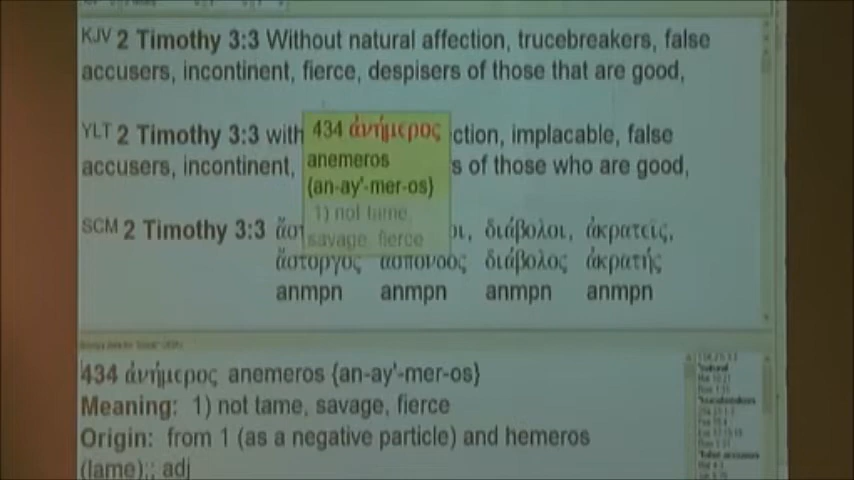 KJV 2 Timothy 3:3 Without natural affection, trucebreakers, false
accusers, incontinent, fierce, despisers of those that are good,
YLT 2 Timothy 3:3 with ction, implacable, false
accusers, incontinent, s of those who are good,
434 ἀνήμερος
anemeros
{an-ay'-mer-os}
1) not tame,
savage, fierce
SCM 2 Timothy 3:3 ἄστ οι, διάβολοι, ἀκρατεῖς,
ἄστοργος ἄσπονδος διάβολος ἀκρατής
anmpn anmpn anmpn anmpn
434 ἀνήμερος anemeros {an-ay'-mer-os}
Meaning: 1) not tame, savage, fierce
Origin: from 1 (as a negative particle) and hemeros
(lame);; adj